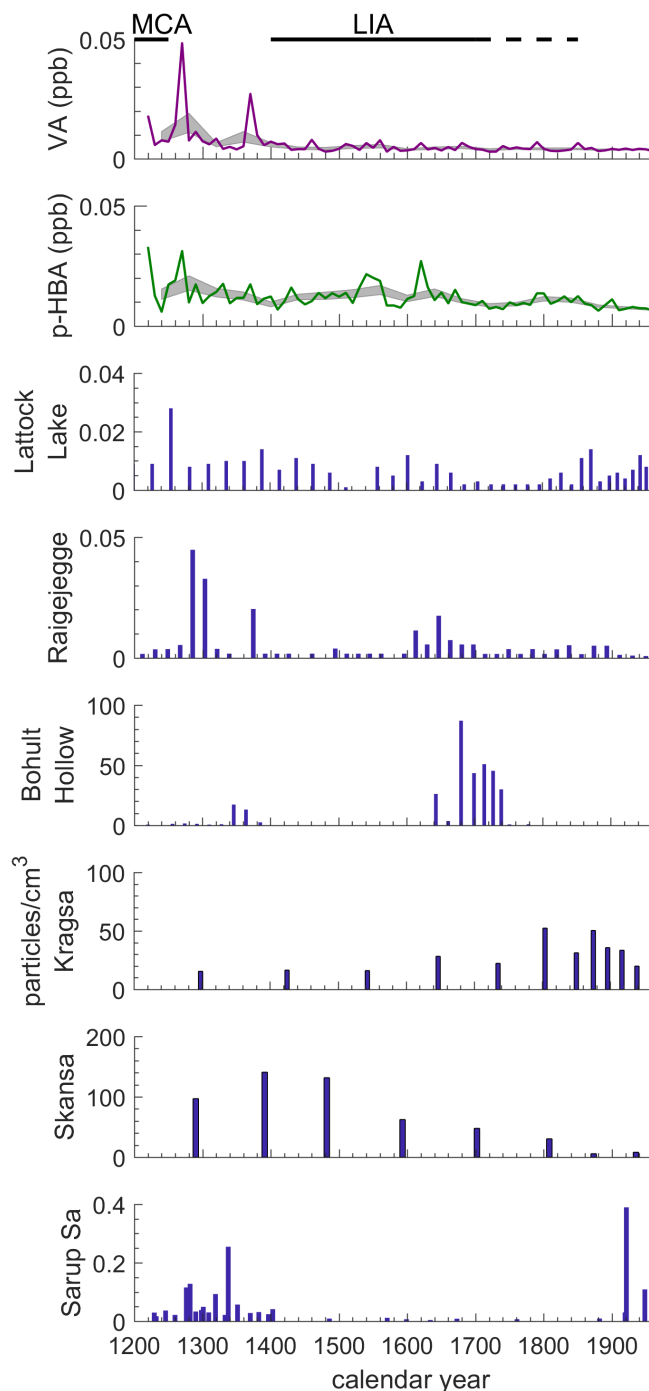 MCA LIA
0.05
VA (ppb)
0
0.05
p-HBA (ppb)
0
0.04
Lattock
Lake
0.02
0
0.05
Raigejegge
0
100
Bohult
Hollow
50
0
100
particles/cm³
Kragsa
50
0
200
Skansa
100
0
0.4
Sarup Sa
0.2
0
1200 1300 1400 1500 1600 1700 1800 1900
calendar year